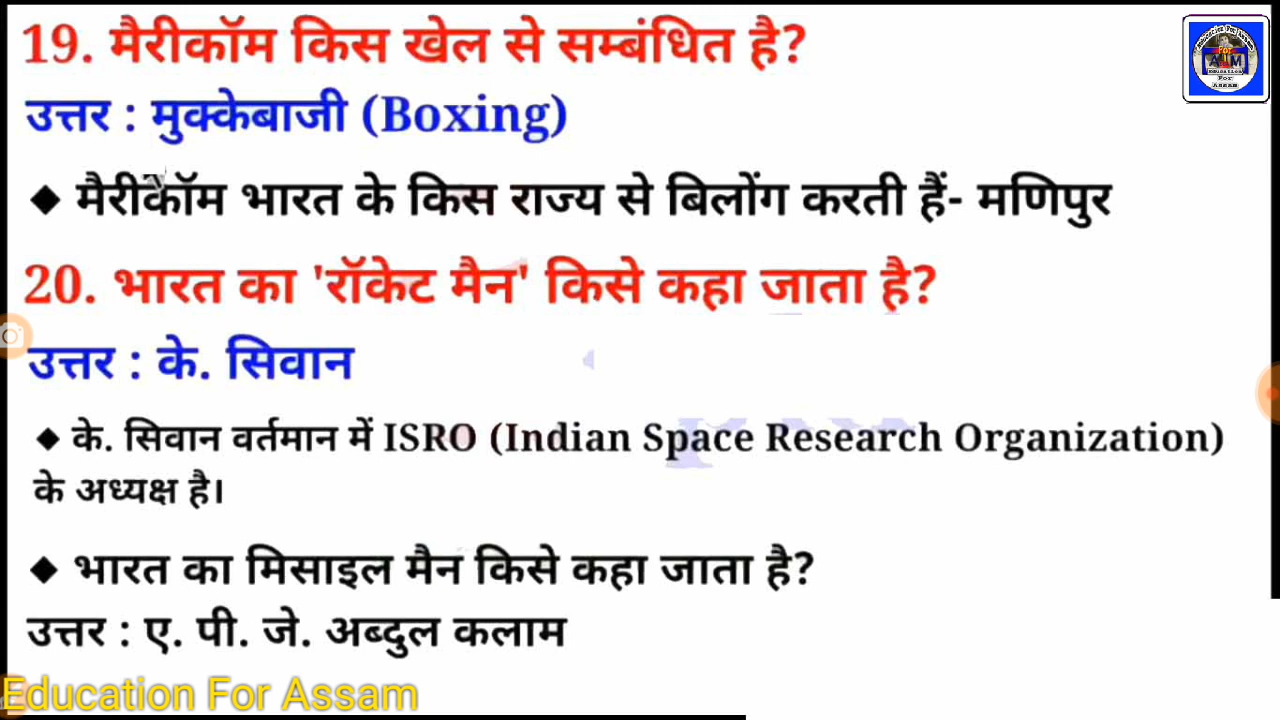 19. मैरीकॉम किस खेल से सम्बंधित है?
उत्तर : मुक्केबाजी (Boxing)
◆ मैरीकॉम भारत के किस राज्य से बिलोंग करती हैं- मणिपुर
20. भारत का 'रॉकेट मैन' किसे कहा जाता है?
उत्तर : के. सिवान
◆ के. सिवान वर्तमान में ISRO (Indian Space Research Organization)
के अध्यक्ष है।
◆ भारत का मिसाइल मैन किसे कहा जाता है?
उत्तर : ए. पी. जे. अब्दुल कलाम
Education For Assam